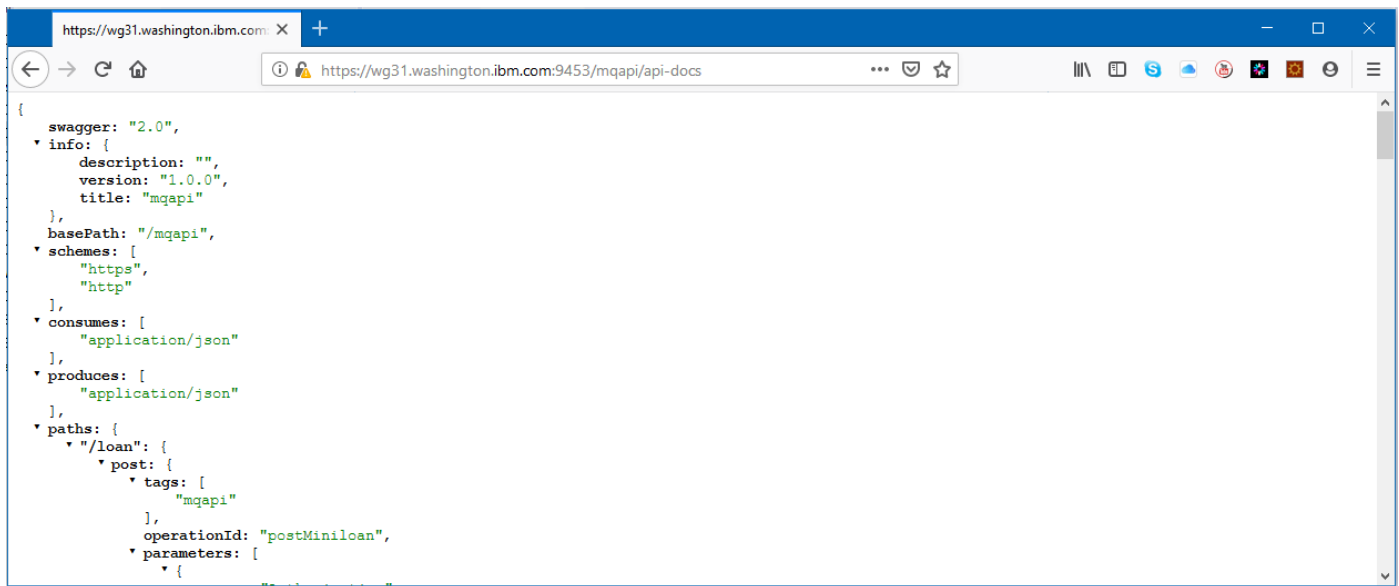 https://wg31.washington.ibm.com:
https://wg31.washington.ibm.com:9453/mqapi/api-docs
{
swagger: "2.0",
info: {
description: "",
version: "1.0.0",
title: "mqapi"
},
basePath: "/mqapi",
schemes: [
"https",
"http"
],
consumes: [
"application/json"
],
produces: [
"application/json"
],
paths: {
"/loan": {
post: {
tags: [
"mqapi"
],
operationId: "postMiniloan",
parameters: [
{